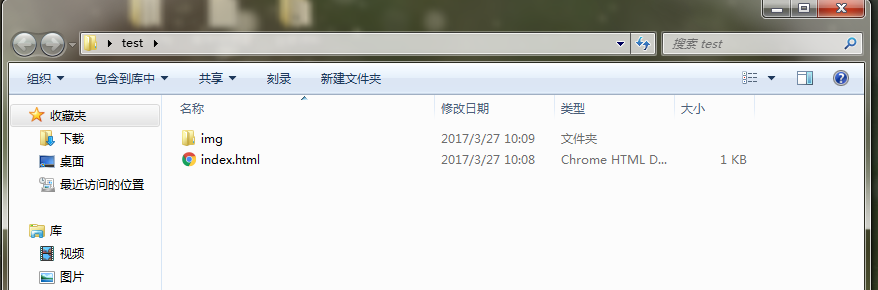 test
搜索 test
组织 包含到库中 共享 刻录 新建文件夹
名称 修改日期 类型 大小
收藏夹
下载
桌面
最近访问的位置
库
视频
图片
img 2017/3/27 10:09 文件夹
index.html 2017/3/27 10:08 Chrome HTML D... 1 KB